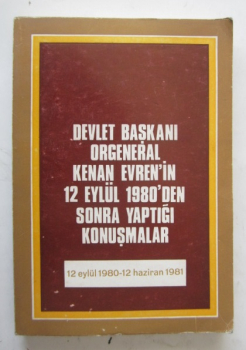 DEVLET BAŞKANI
ORGENERAL
KENAN EVREN'İN
12 EYLÜL 1980'DEN
SONRA YAPTIĞI
KONUŞMALAR
12 eylül 1980-12 haziran 1981